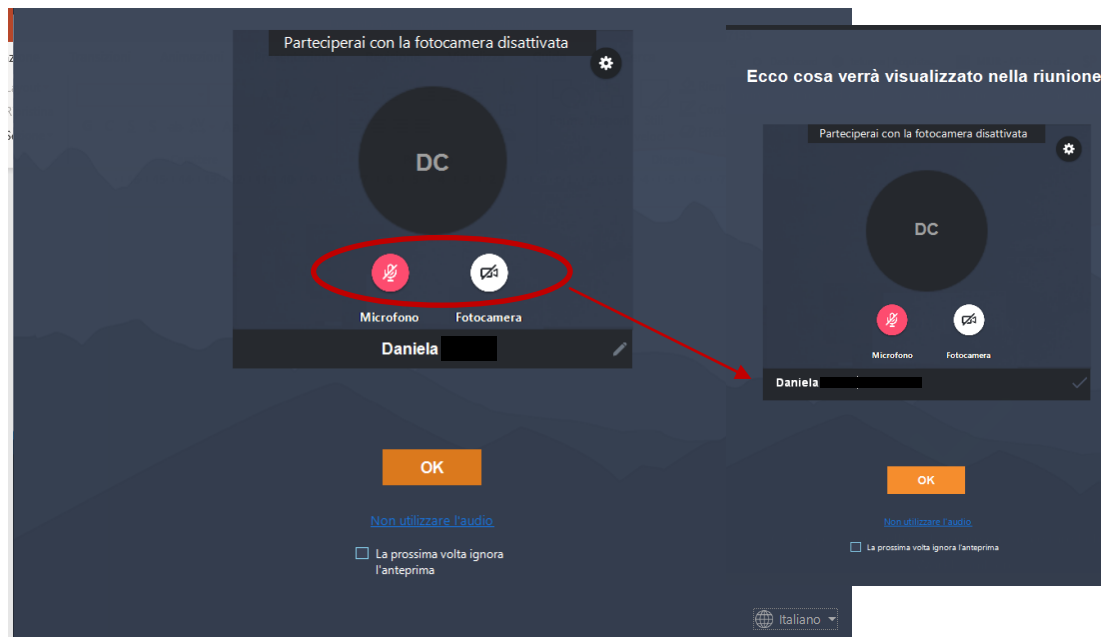 Parteciperai con la fotocamera disattivata
DC
Microfono Fotocamera
Daniela
OK
Non utilizzare l'audio
La prossima volta ignora
l'anteprima
Italiano
Ecco cosa verrà visualizzato nella riunione
Parteciperai con la fotocamera disattivata
DC
Microfono Fotocamera
Daniela
OK
Non utilizzare l'audio
La prossima volta ignora l'anteprima